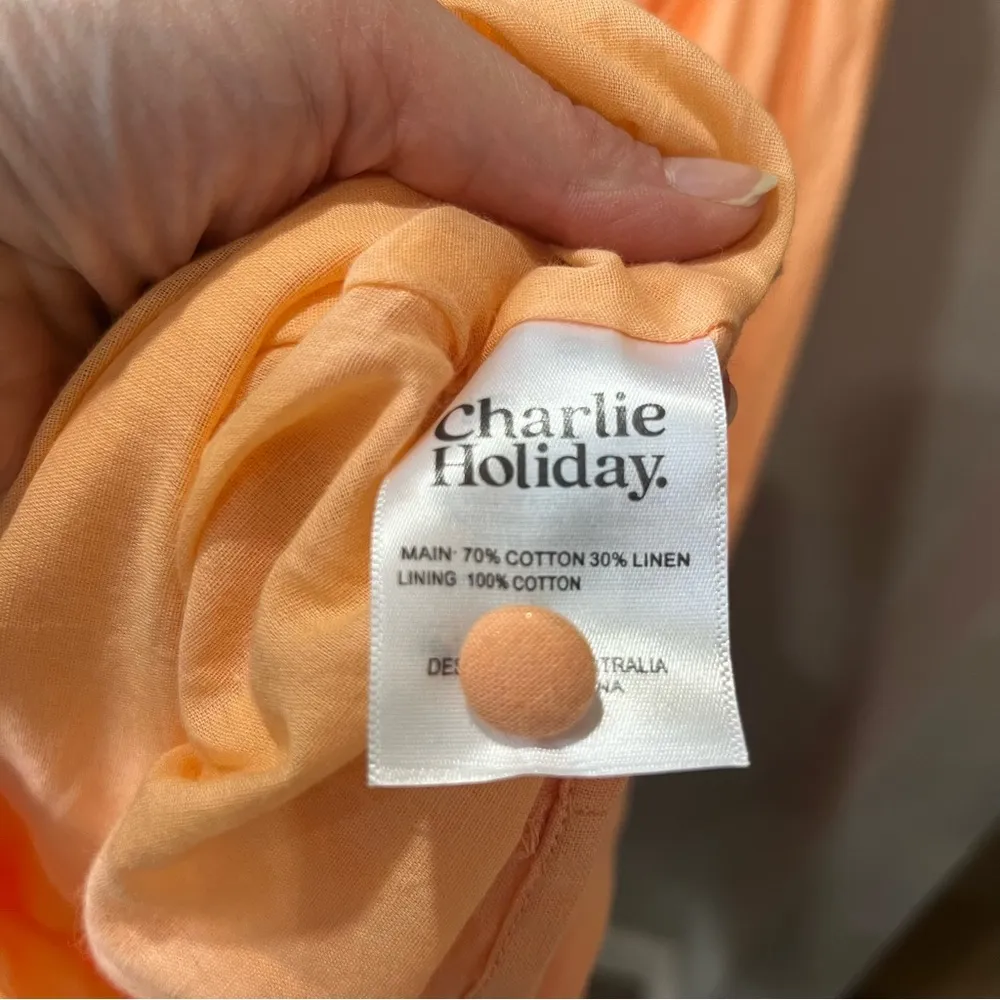 Charlie
Holiday.
MAIN: 70% COTTON 30% LINEN
LINING 100% COTTON